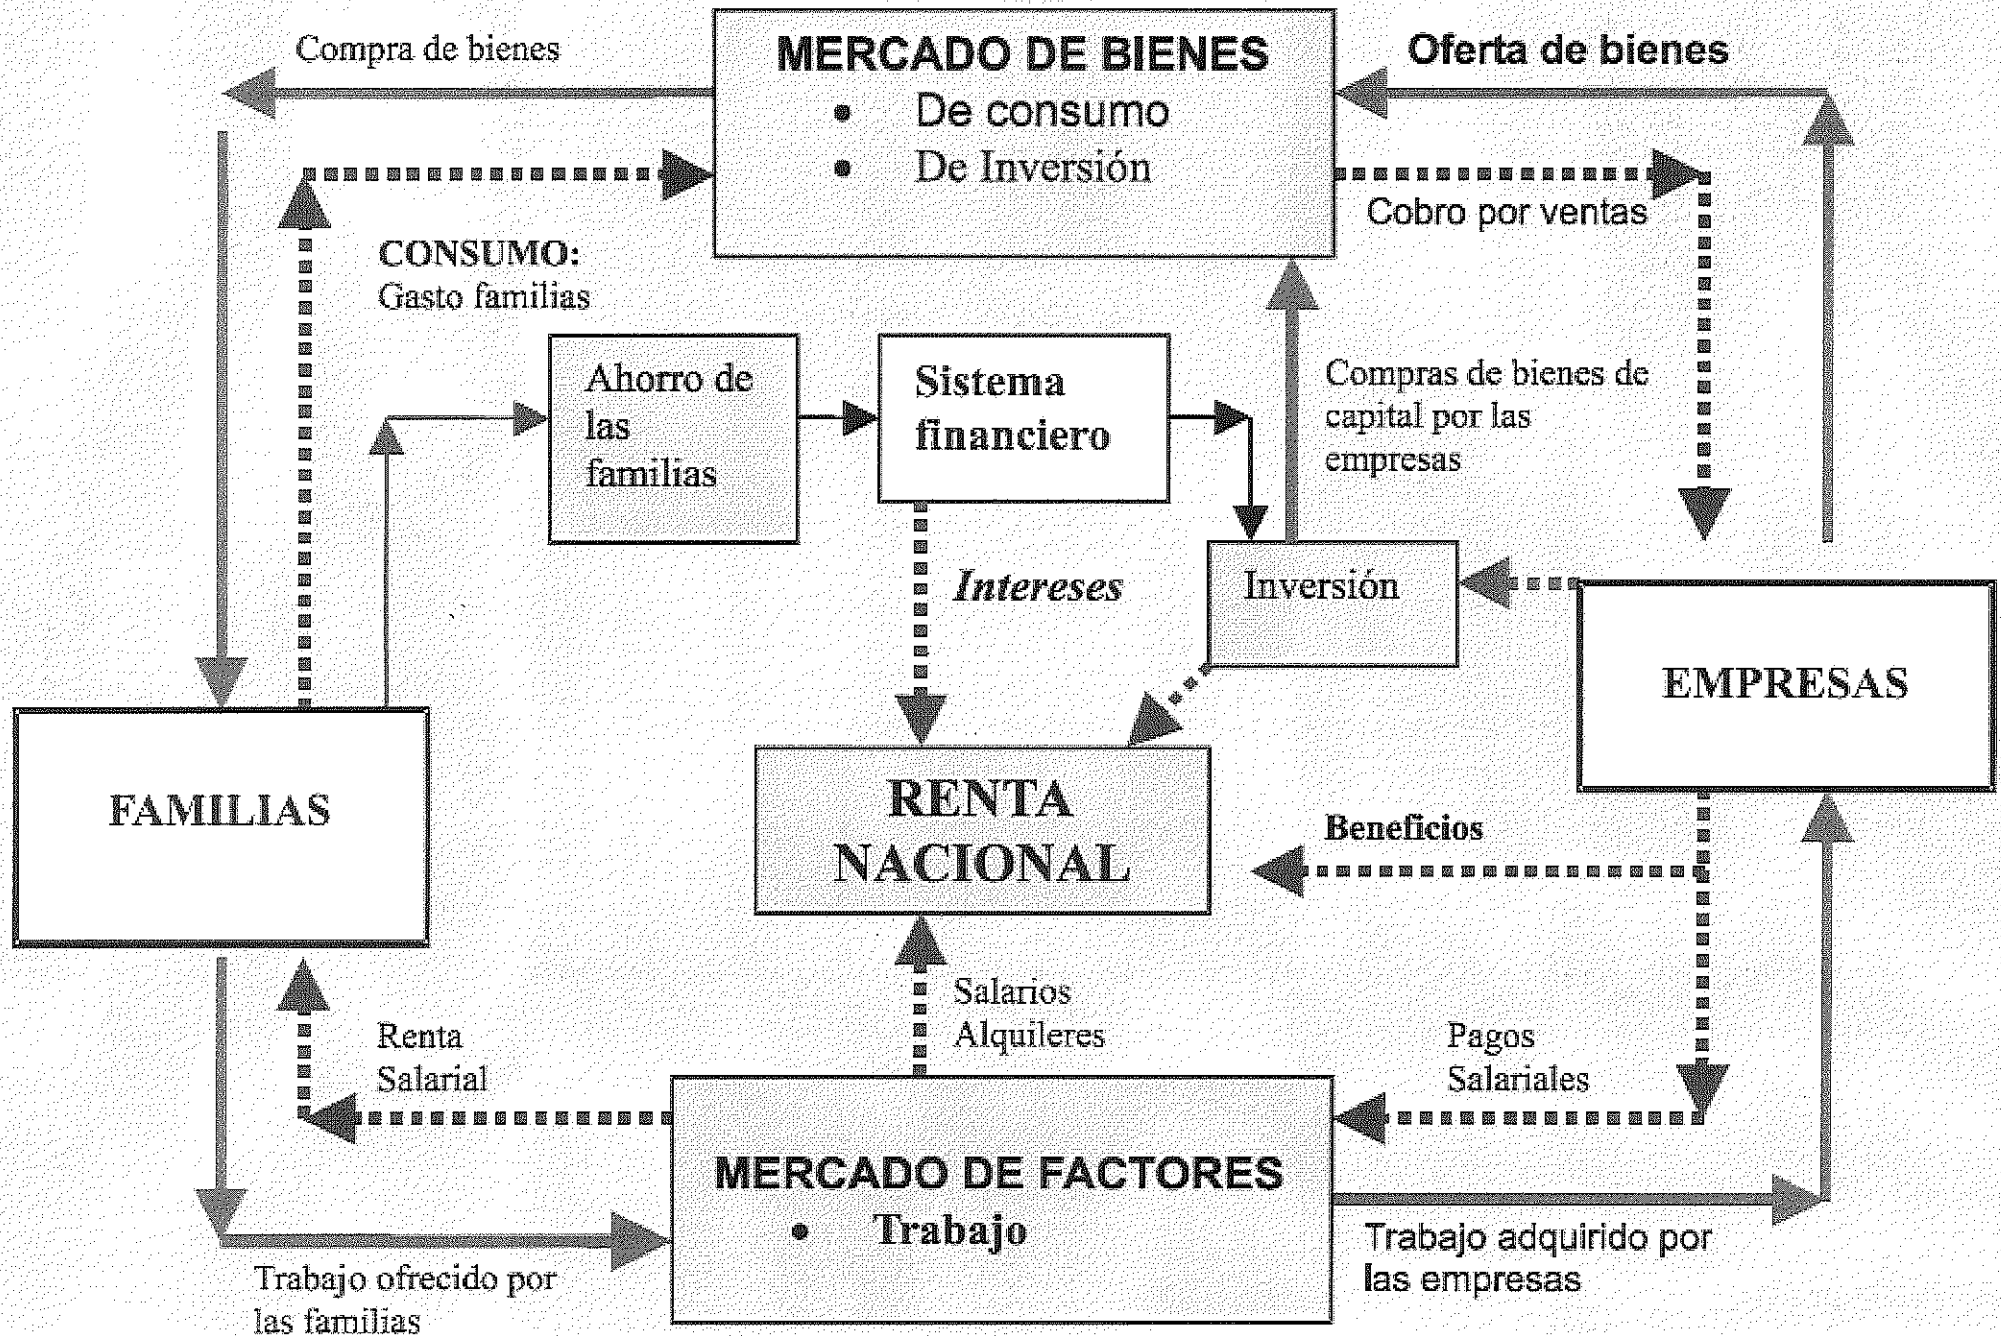 Compra de bienes
MERCADO DE BIENES
• De consumo
• De Inversión
Oferta de bienes
Cobro por ventas
CONSUMO:
Gasto familias
Ahorro de
las
familias
Sistema
financiero
Compras de bienes de
capital por las
empresas
Intereses
Inversión
EMPRESAS
FAMILIAS
RENTA
NACIONAL
Beneficios
Salarios
Alquileres
Renta
Salarial
Pagos
Salariales
MERCADO DE FACTORES
• Trabajo
Trabajo ofrecido por
las familias
Trabajo adquirido por
las empresas